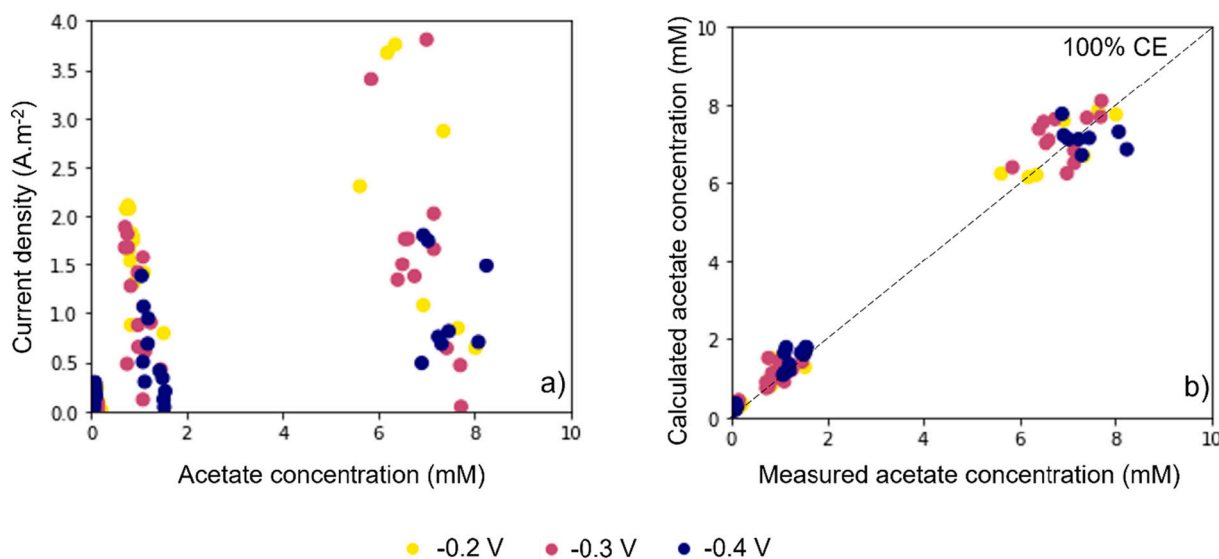 4.0
3.5
3.0
2.5
2.0
1.5
1.0
0.5
0.0
Current density (A.m⁻²)
0 2 4 6 8 10
Acetate concentration (mM)
a)
10
8
6
4
2
0
Calculated acetate concentration (mM)
100% CE
b)
0 2 4 6 8 10
Measured acetate concentration (mM)
-0.2 V -0.3 V -0.4 V